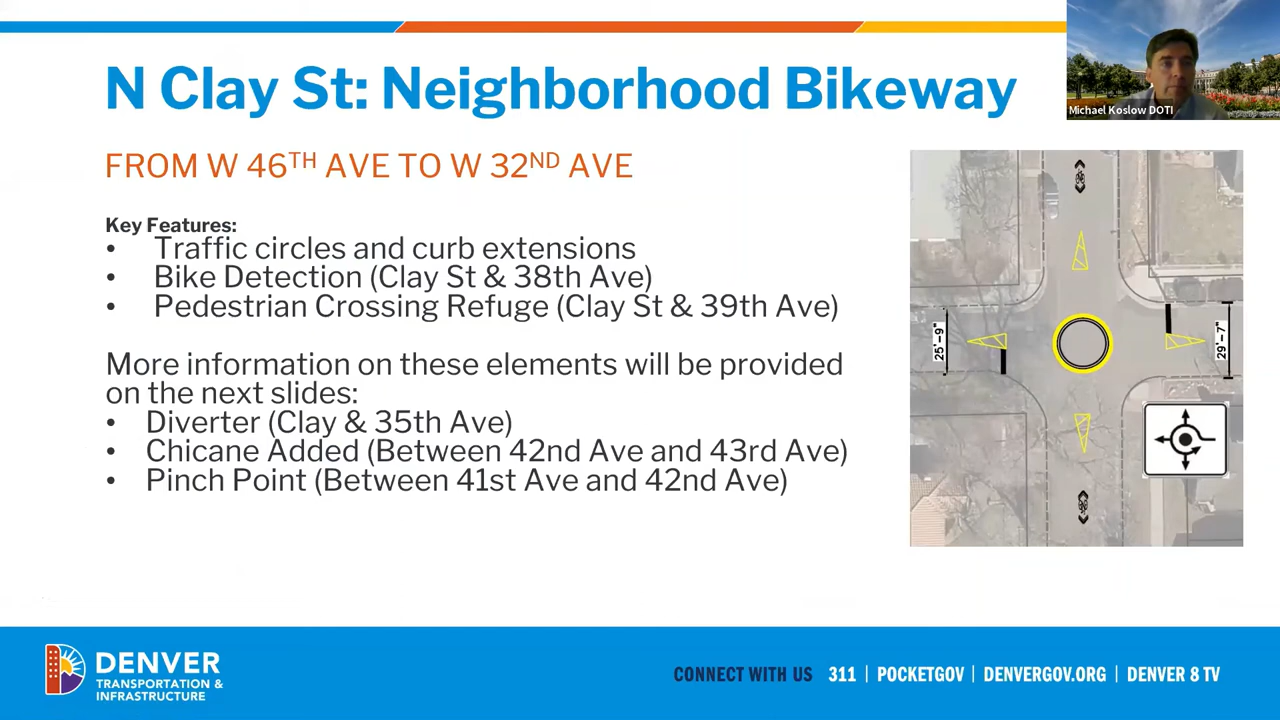 N Clay St: Neighborhood Bikeway
Michael Koslow DOTI
FROM W 46TH AVE TO W 32ND AVE
Key Features:
• Traffic circles and curb extensions
• Bike Detection (Clay St & 38th Ave)
• Pedestrian Crossing Refuge (Clay St & 39th Ave)
More information on these elements will be provided
on the next slides:
• Diverter (Clay & 35th Ave)
• Chicane Added (Between 42nd Ave and 43rd Ave)
• Pinch Point (Between 41st Ave and 42nd Ave)
25'-9"
29'-7"
DENVER
TRANSPORTATION &
INFRASTRUCTURE
CONNECT WITH US 311 | POCKETGOV | DENVERGOV.ORG | DENVER 8 TV